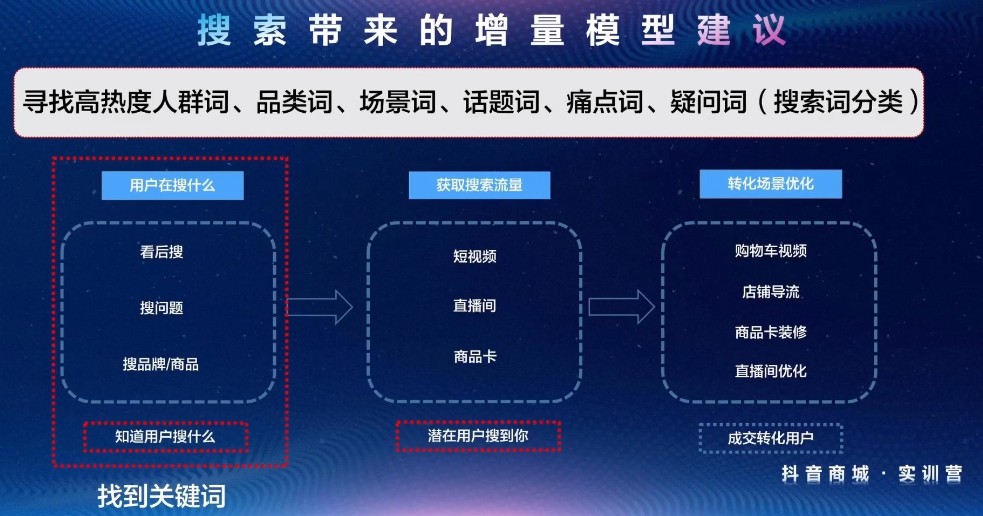 搜索带来的增量模型建议
寻找高热度人群词、品类词、场景词、话题词、痛点词、疑问词（搜索词分类）
用户在搜什么
看后搜
搜问题
搜品牌/商品
知道用户搜什么
找到关键词
获取搜索流量
短视频
直播间
商品卡
潜在用户搜到你
转化场景优化
购物车视频
店铺导流
商品卡装修
直播间优化
成交转化用户
抖音商城·实训营